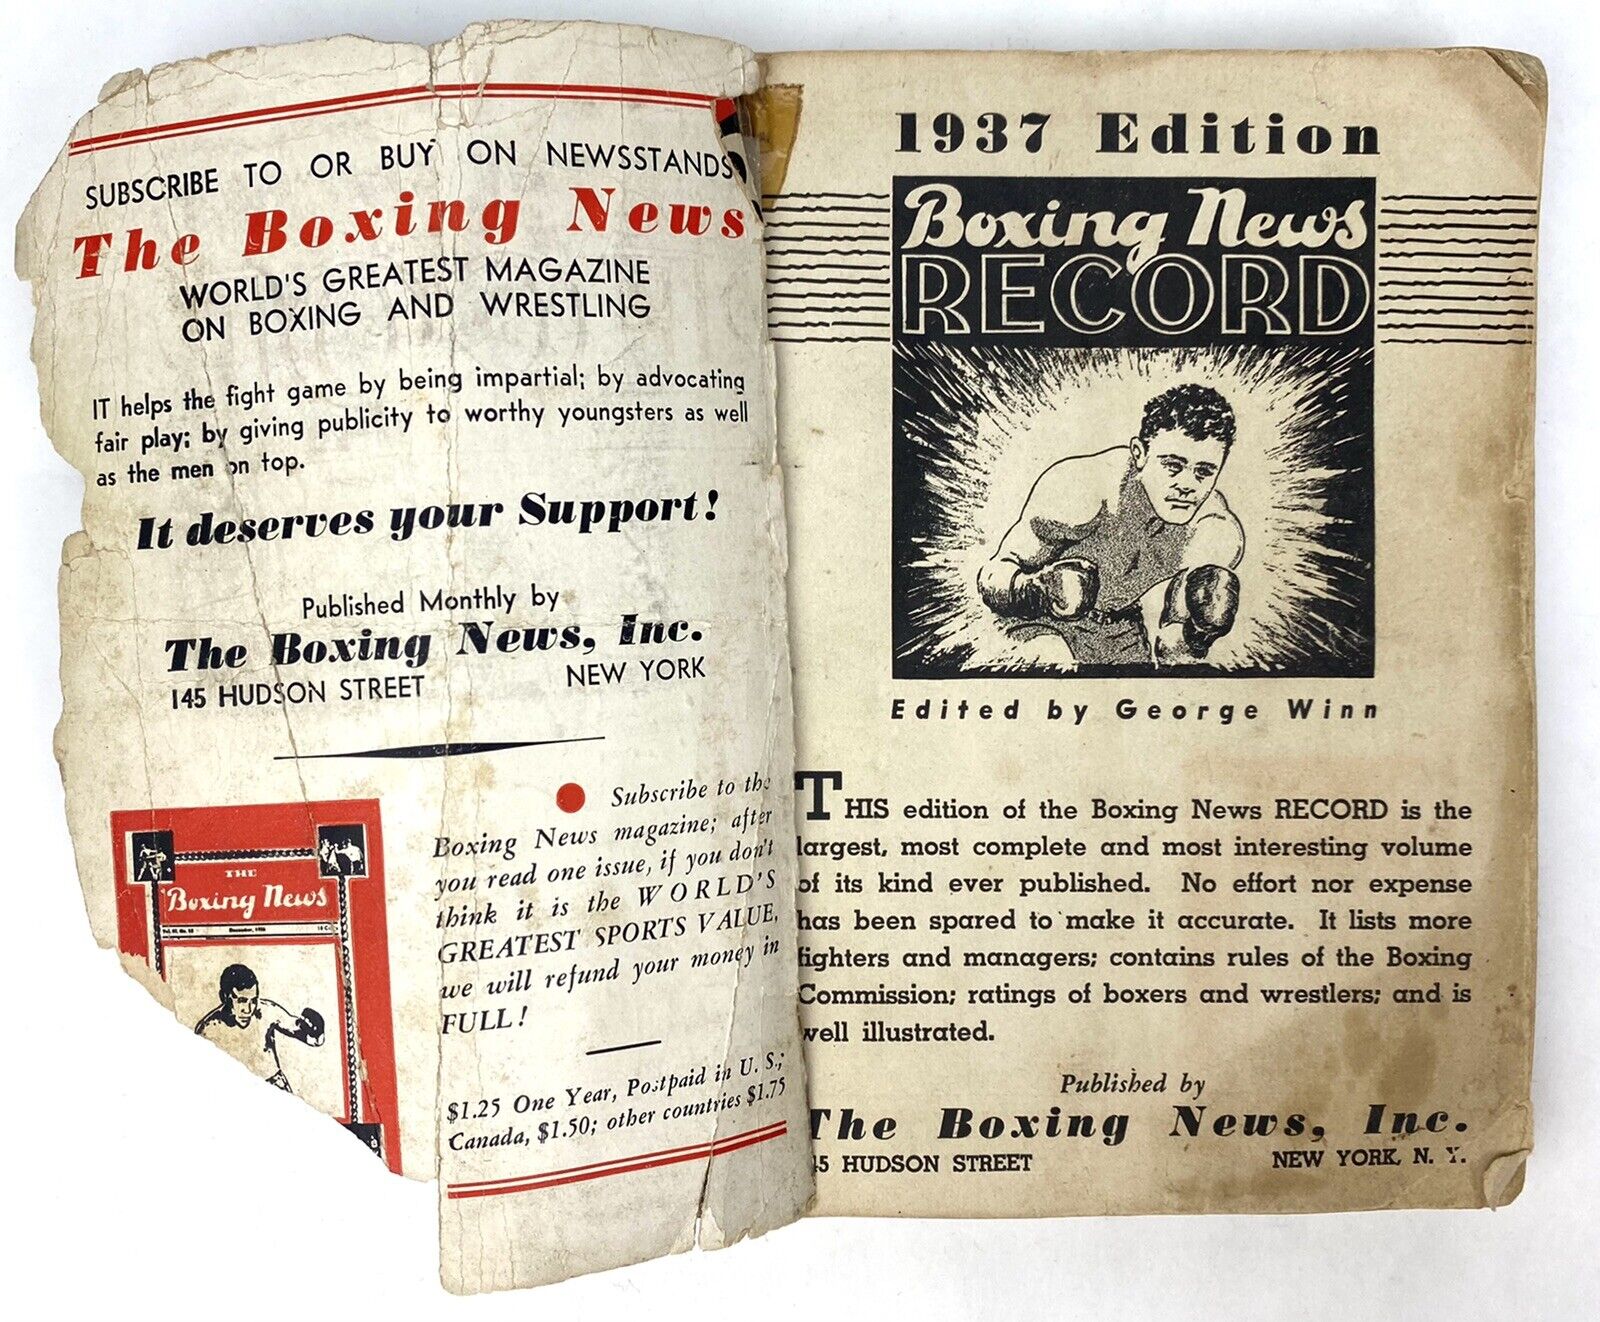 SUBSCRIBE TO OR BUY ON NEWSSTANDS
The Boxing News
WORLD'S GREATEST MAGAZINE
ON BOXING AND WRESTLING
IT helps the fight game by being impartial; by advocating
fair play; by giving publicity to worthy youngsters as well
as the men on top.
It deserves your Support!
Published Monthly by
The Boxing News, Inc.
145 HUDSON STREET NEW YORK
Subscribe to the
Boxing News magazine; after
you read one issue, if you don't
think it is the WORLD'S
GREATEST SPORTS VALUE,
we will refund your money in
FULL!
$1.25 One Year, Postpaid in U. S.;
Canada, $1.50; other countries $1.75
THE
Boxing News
December, 1936
1937 Edition
Boxing News
RECORD
Edited by George Winn
THIS edition of the Boxing News RECORD is the
largest, most complete and most interesting volume
of its kind ever published. No effort nor expense
has been spared to make it accurate. It lists more
fighters and managers; contains rules of the Boxing
Commission; ratings of boxers and wrestlers; and is
well illustrated.
Published by
The Boxing News, Inc.
45 HUDSON STREET NEW YORK, N. Y.